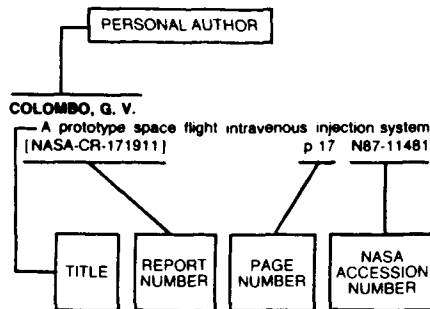 PERSONAL AUTHOR
COLOMBO, G. V.
A prototype space flight intravenous injection system
[NASA-CR-171911] p 17 N87-11481
TITLE
REPORT
NUMBER
PAGE
NUMBER
NASA
ACCESSION
NUMBER